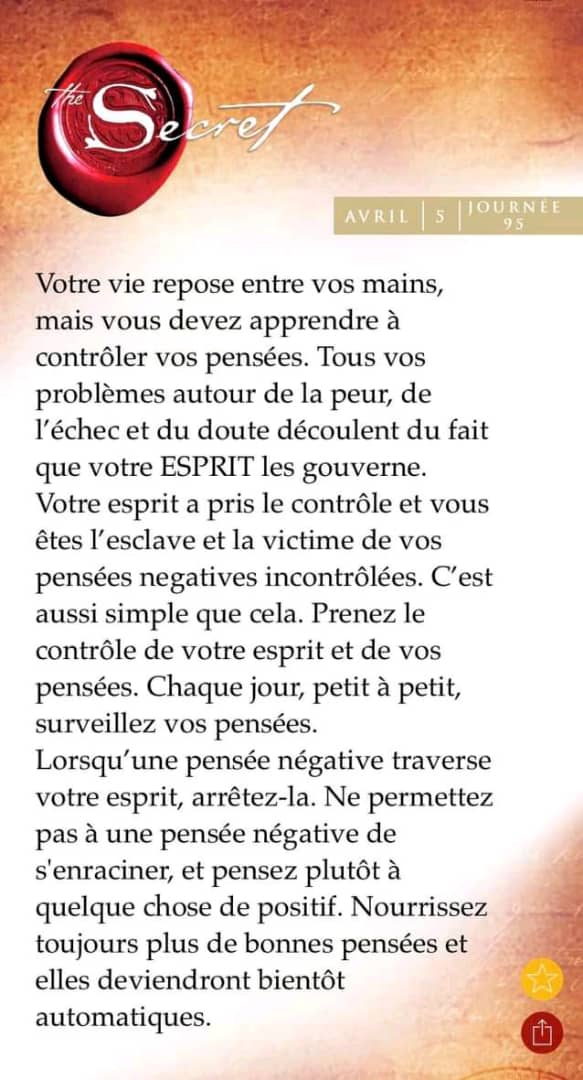 the Secret
AVRIL | 5 | JOURNÉE 95
Votre vie repose entre vos mains,
mais vous devez apprendre à
contrôler vos pensées. Tous vos
problèmes autour de la peur, de
l’échec et du doute découlent du fait
que votre ESPRIT les gouverne.
Votre esprit a pris le contrôle et vous
êtes l’esclave et la victime de vos
pensées negatives incontrôlées. C’est
aussi simple que cela. Prenez le
contrôle de votre esprit et de vos
pensées. Chaque jour, petit à petit,
surveillez vos pensées.
Lorsqu’une pensée négative traverse
votre esprit, arrêtez-la. Ne permettez
pas à une pensée négative de
s'enraciner, et pensez plutôt à
quelque chose de positif. Nourrissez
toujours plus de bonnes pensées et
elles deviendront bientôt
automatiques.